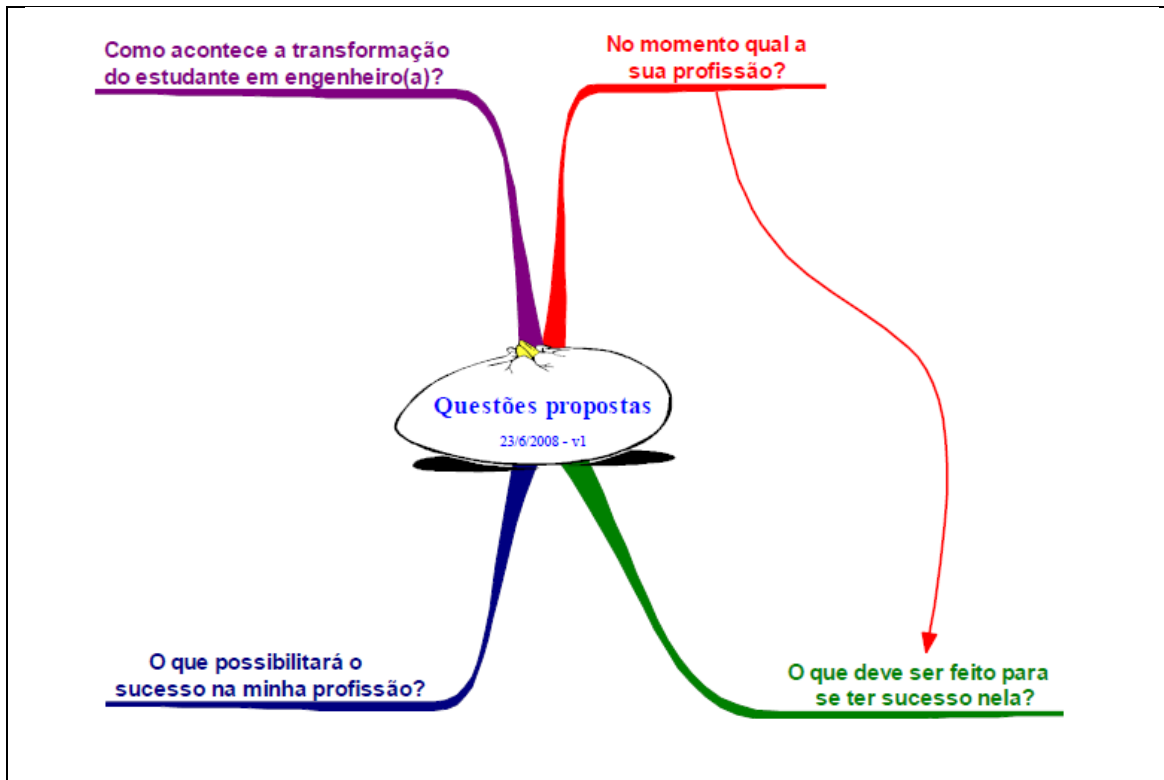 Como acontece a transformação
do estudante em engenheiro(a)?
No momento qual a
sua profissão?
Questões propostas
23/6/2008 - v1
O que possibilitará o
sucesso na minha profissão?
O que deve ser feito para
se ter sucesso nela?